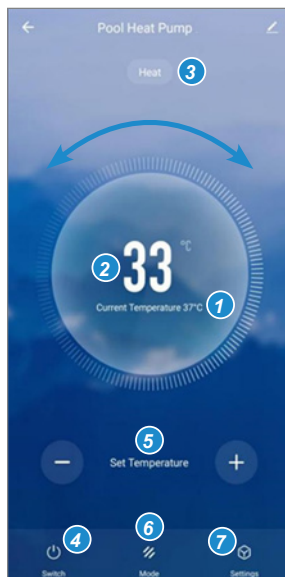 Pool Heat Pump
Heat 3
2 33 °C
Current Temperature 37°C 1
5
− Set Temperature +
4 6 7
Switch Mode Settings